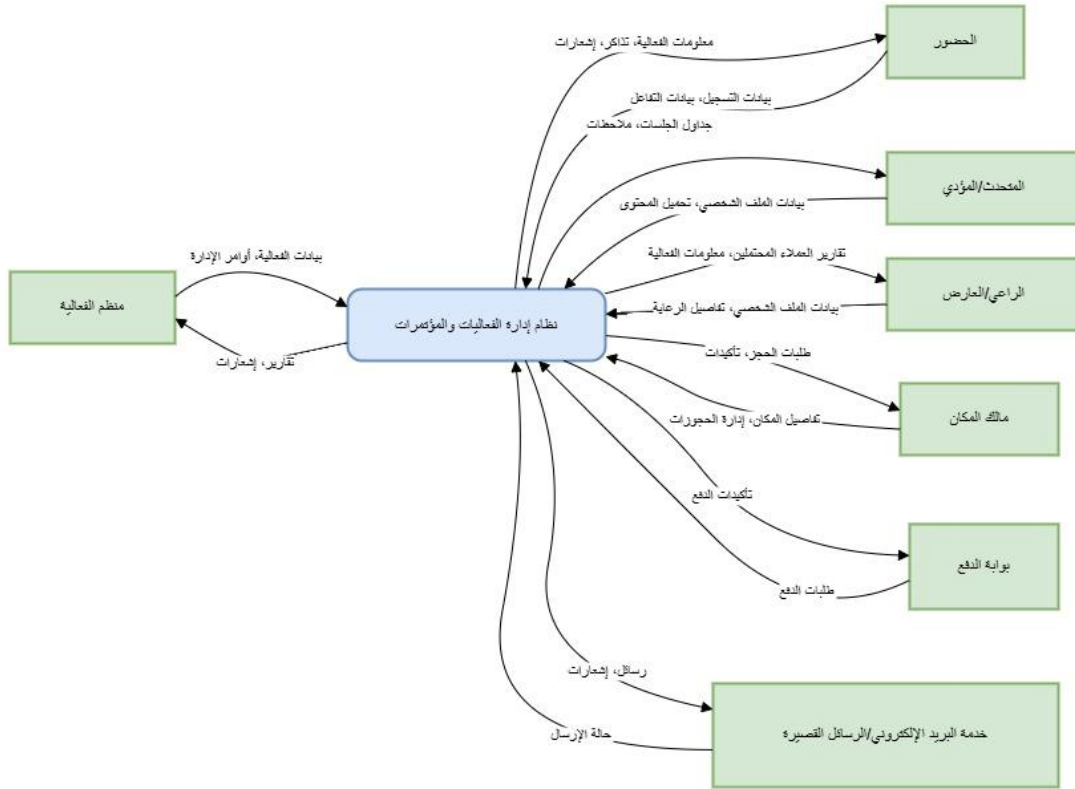 معلومات الفعالية، تذاكر، إشعارات
الحضور
بيانات التسجيل، بيانات التفاعل
جداول الجلسات، ملاحظات
المتحدث/المؤدي
بيانات الملف الشخصي، تحميل المحتوى
تقارير العملاء المحتملين، معلومات الفعالية
الراعي/العارض
بيانات الملف الشخصي، تفاصيل الرعاية
بيانات الفعالية، أوامر الإدارة
منظم الفعالية
تقارير، إشعارات
نظام إدارة الفعاليات والمؤتمرات
طلبات الحجز، تأكيدات
مالك المكان
تفاصيل المكان، إدارة الحجوزات
تأكيدات الدفع
بوابة الدفع
طلبات الدفع
رسائل، إشعارات
خدمة البريد الإلكتروني/الرسائل القصيرة
حالة الإرسال